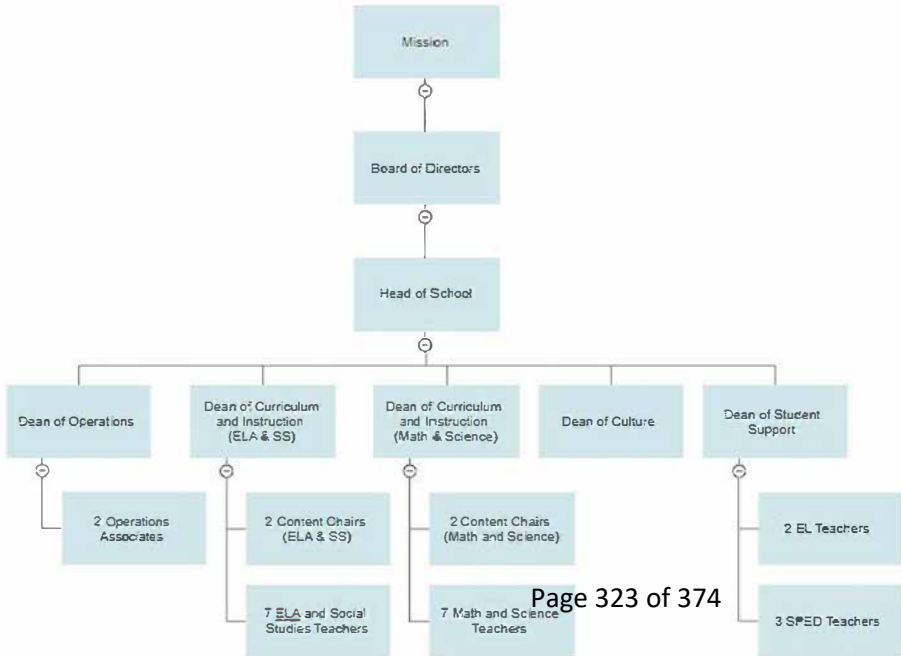 Mission
Board of Directors
Head of School
Dean of Operations
Dean of Curriculum
and Instruction
(ELA & SS)
Dean of Curriculum
and Instruction
(Math & Science)
Dean of Culture
Dean of Student
Support
2 Operations
Associates
2 Content Chairs
(ELA & SS)
2 Content Chairs
(Math and Science)
2 EL Teachers
7 ELA and Social
Studies Teachers
7 Math and Science
Teachers
3 SPED Teachers
Page 323 of 374